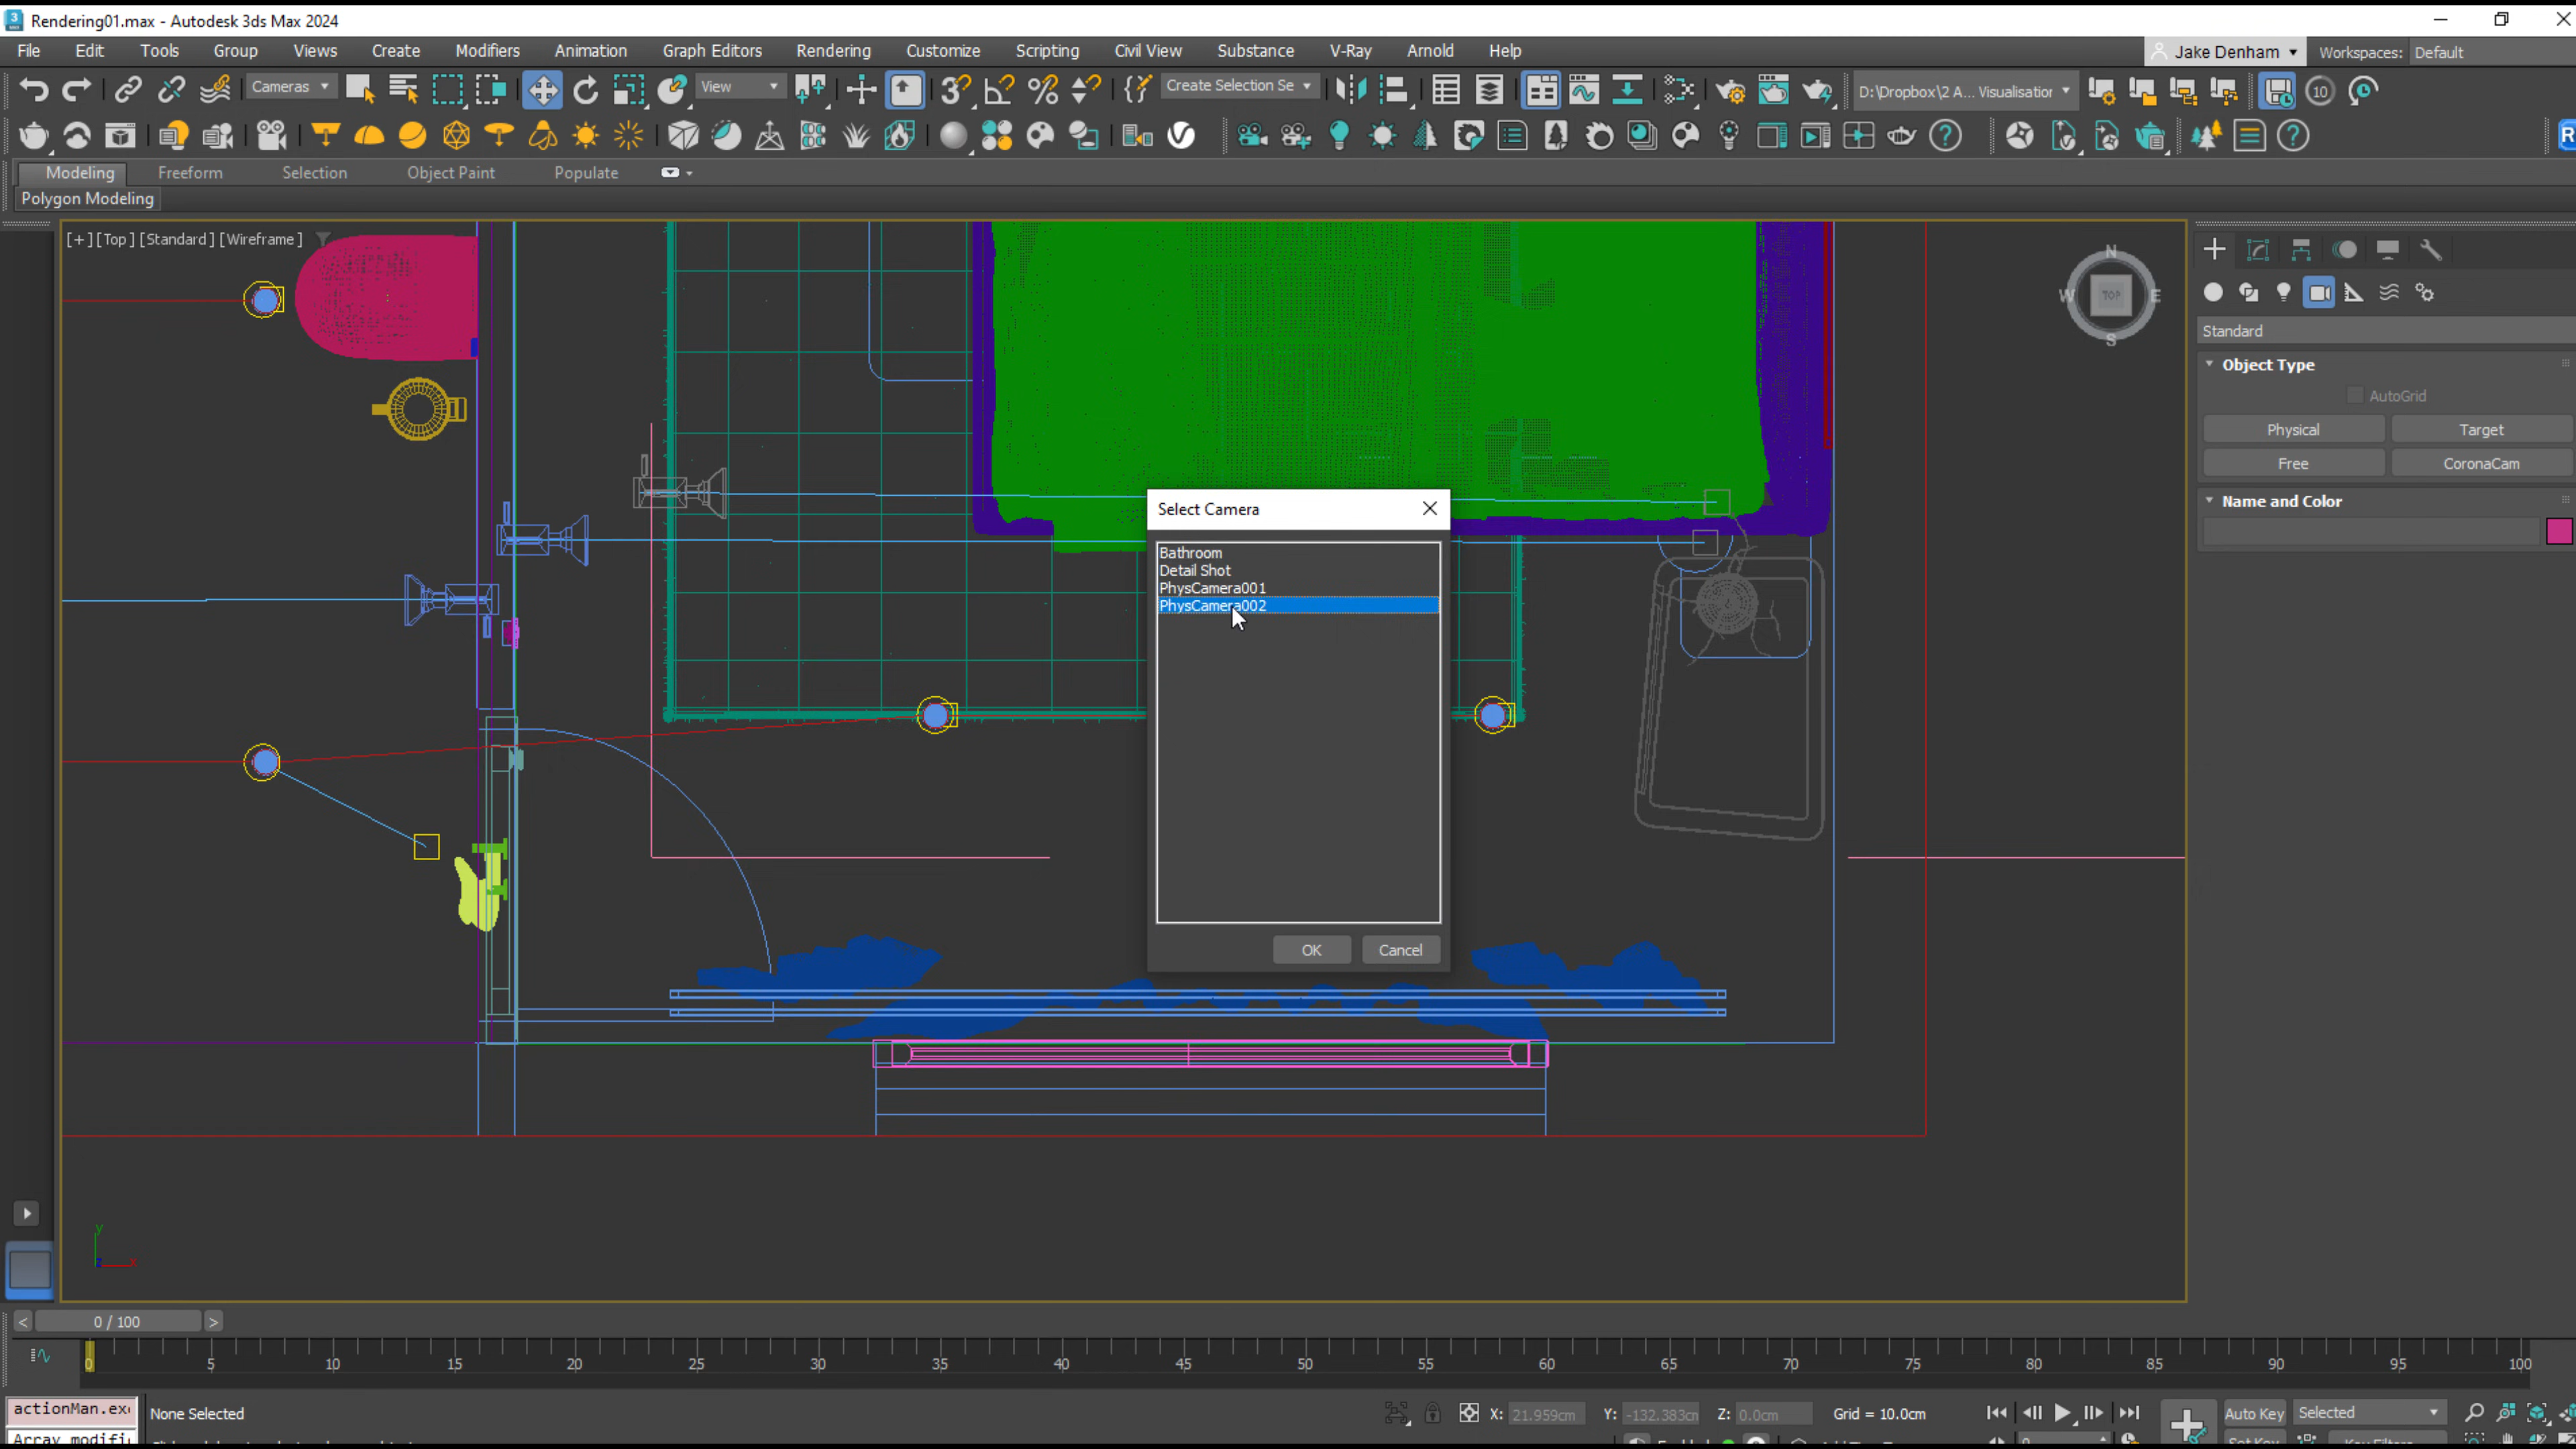 Rendering01.max - Autodesk 3ds Max 2024
File Edit Tools Group Views Create Modifiers Animation Graph Editors Rendering Customize Scripting Civil View Substance V-Ray Arnold Help
Jake Denham Workspaces: Default
Cameras View Create Selection Se D:\Dropbox\2 A... Visualisation 10
Modeling Freeform Selection Object Paint Populate
Polygon Modeling
[+] [Top] [Standard] [Wireframe]
N
W TOP E
S
Standard
Object Type
AutoGrid
Physical Target
Free CoronaCam
Name and Color
Select Camera
Bathroom
Detail Shot
PhysCamera001
PhysCamera002
OK Cancel
y
x
< 0 / 100 >
0 5 10 15 20 25 30 35 40 45 50 55 60 65 70 75 80 85 90 95 100
actionMan.exe
None Selected
X: 21.959cm Y: -132.383cm Z: 0.0cm Grid = 10.0cm
Auto Key Selected